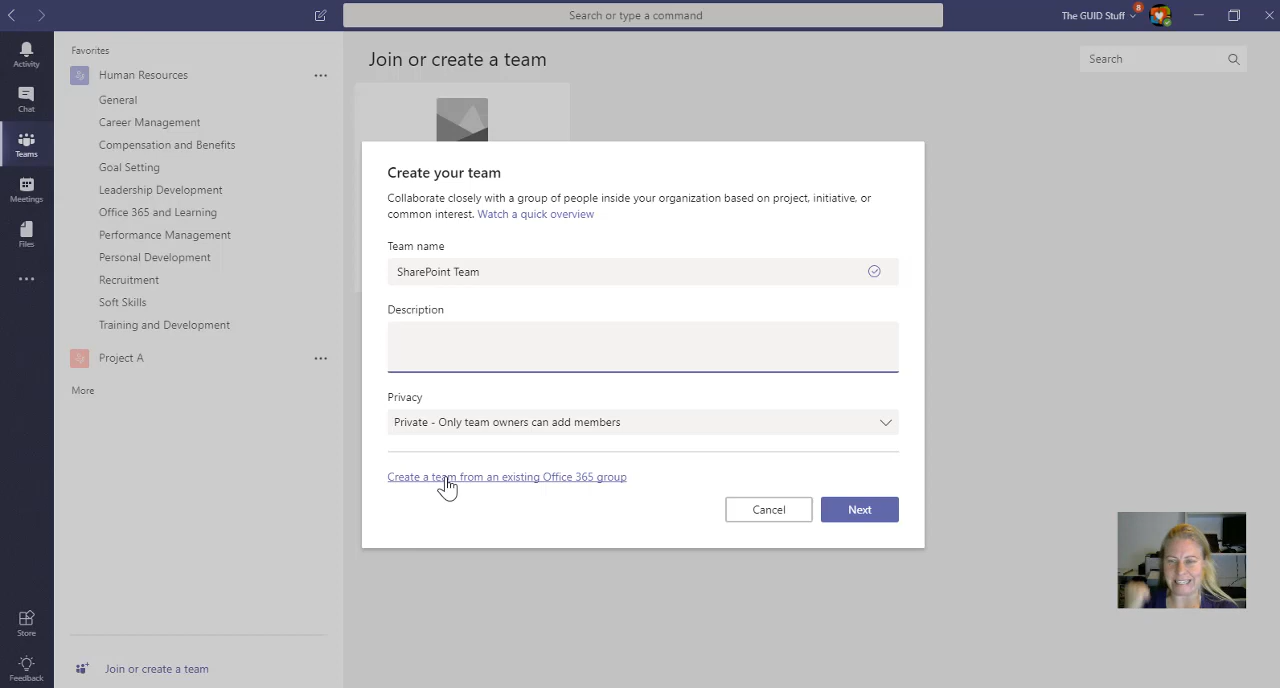 Search or type a command
The GUID Stuff
8
Activity
Chat
Teams
Meetings
Files
Store
Feedback
Favorites
Human Resources
General
Career Management
Compensation and Benefits
Goal Setting
Leadership Development
Office 365 and Learning
Performance Management
Personal Development
Recruitment
Soft Skills
Training and Development
Project A
More
Join or create a team
Join or create a team
Search
Create your team
Collaborate closely with a group of people inside your organization based on project, initiative, or
common interest. Watch a quick overview
Team name
SharePoint Team
Description
Privacy
Private - Only team owners can add members
Create a team from an existing Office 365 group
Cancel
Next